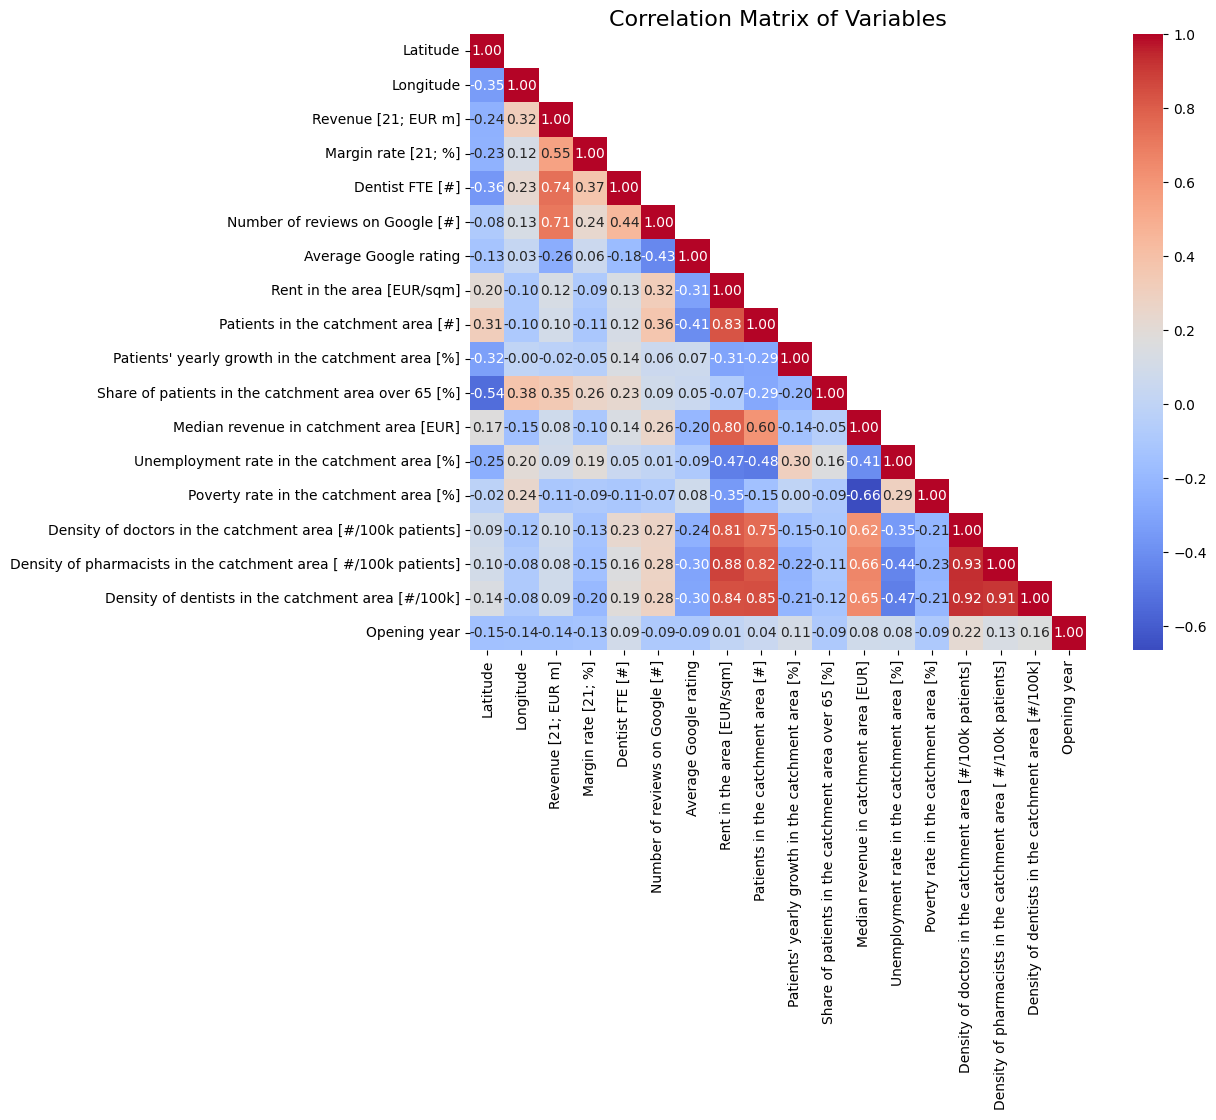 Correlation Matrix of Variables
Latitude 1.00
Longitude -0.35 1.00
Revenue [21; EUR m] -0.24 0.32 1.00
Margin rate [21; %] -0.23 0.12 0.55 1.00
Dentist FTE [#] -0.36 0.23 0.74 0.37 1.00
Number of reviews on Google [#] -0.08 0.13 0.71 0.24 0.44 1.00
Average Google rating -0.13 0.03 -0.26 0.06 -0.18 -0.43 1.00
Rent in the area [EUR/sqm] 0.20 -0.10 0.12 -0.09 0.13 0.32 -0.31 1.00
Patients in the catchment area [#] 0.31 -0.10 0.10 -0.11 0.12 0.36 -0.41 0.83 1.00
Patients' yearly growth in the catchment area [%] -0.32 -0.00 -0.02 -0.05 0.14 0.06 0.07 -0.31 -0.29 1.00
Share of patients in the catchment area over 65 [%] -0.54 0.38 0.35 0.26 0.23 0.09 0.05 -0.07 -0.29 -0.20 1.00
Median revenue in catchment area [EUR] 0.17 -0.15 0.08 -0.10 0.14 0.26 -0.20 0.80 0.60 -0.14 -0.05 1.00
Unemployment rate in the catchment area [%] -0.25 0.20 0.09 0.19 0.05 0.01 -0.09 -0.47 -0.48 0.30 0.16 -0.41 1.00
Poverty rate in the catchment area [%] -0.02 0.24 -0.11 -0.09 -0.11 -0.07 0.08 -0.35 -0.15 0.00 -0.09 -0.66 0.29 1.00
Density of doctors in the catchment area [#/100k patients] 0.09 -0.12 0.10 -0.13 0.23 0.27 -0.24 0.81 0.75 -0.15 -0.10 0.62 -0.35 -0.21 1.00
Density of pharmacists in the catchment area [ #/100k patients] 0.10 -0.08 0.08 -0.15 0.16 0.28 -0.30 0.88 0.82 -0.22 -0.11 0.66 -0.44 -0.23 0.93 1.00
Density of dentists in the catchment area [#/100k] 0.14 -0.08 0.09 -0.20 0.19 0.28 -0.30 0.84 0.85 -0.21 -0.12 0.65 -0.47 -0.21 0.92 0.91 1.00
Opening year -0.15 -0.14 -0.14 -0.13 0.09 -0.09 -0.09 0.01 0.04 0.11 -0.09 0.08 0.08 -0.09 0.22 0.13 0.16 1.00
Latitude
Longitude
Revenue [21; EUR m]
Margin rate [21; %]
Dentist FTE [#]
Number of reviews on Google [#]
Average Google rating
Rent in the area [EUR/sqm]
Patients in the catchment area [#]
Patients' yearly growth in the catchment area [%]
Share of patients in the catchment area over 65 [%]
Median revenue in catchment area [EUR]
Unemployment rate in the catchment area [%]
Poverty rate in the catchment area [%]
Density of doctors in the catchment area [#/100k patients]
Density of pharmacists in the catchment area [ #/100k patients]
Density of dentists in the catchment area [#/100k]
Opening year
1.0
0.8
0.6
0.4
0.2
0.0
−0.2
−0.4
−0.6